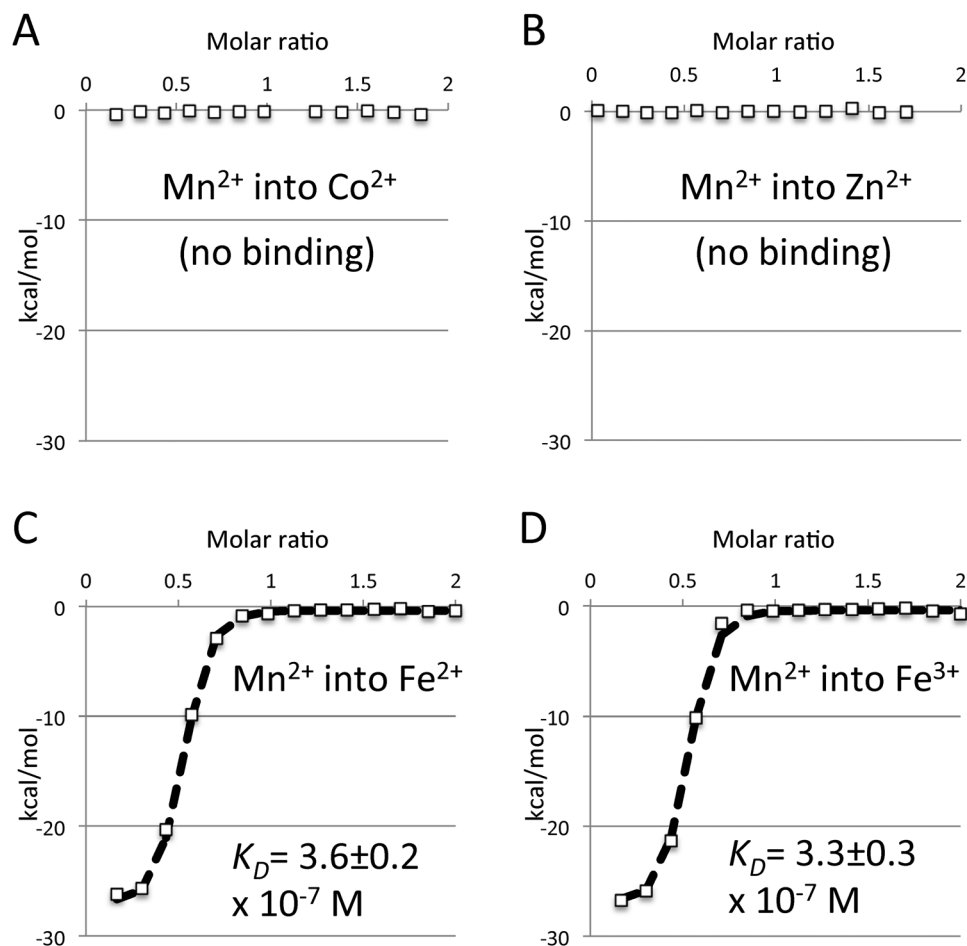 A
Molar ratio
0 0.5 1 1.5 2
0
-10
-20
-30
kcal/mol
Mn²⁺ into Co²⁺
(no binding)
B
Molar ratio
0 0.5 1 1.5 2
0
-10
-20
-30
kcal/mol
Mn²⁺ into Zn²⁺
(no binding)
C
Molar ratio
0 0.5 1 1.5 2
0
-10
-20
-30
kcal/mol
Mn²⁺ into Fe²⁺
K_D= 3.6±0.2
x 10⁻⁷ M
D
Molar ratio
0 0.5 1 1.5 2
0
-10
-20
-30
kcal/mol
Mn²⁺ into Fe³⁺
K_D= 3.3±0.3
x 10⁻⁷ M